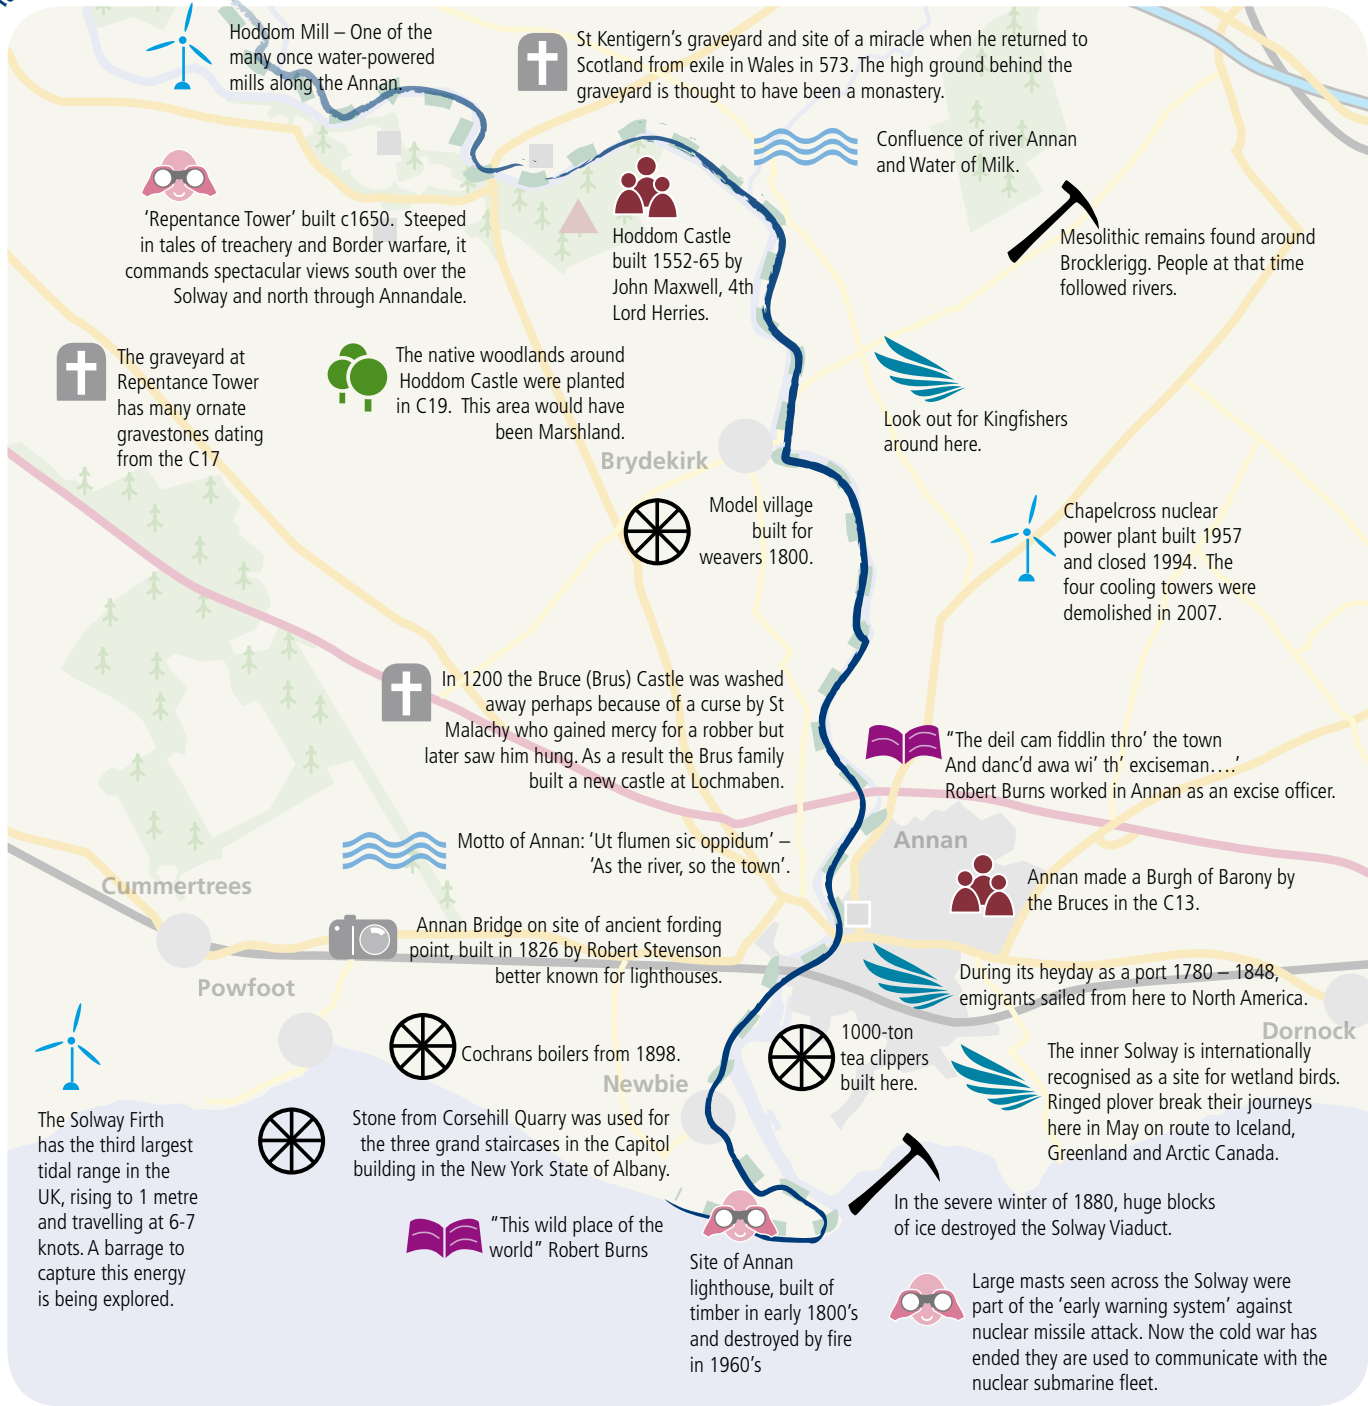 Hoddom Mill – One of the
many once water-powered
mills along the Annan.
St Kentigern's graveyard and site of a miracle when he returned to
Scotland from exile in Wales in 573. The high ground behind the
graveyard is thought to have been a monastery.
Confluence of river Annan
and Water of Milk.
'Repentance Tower' built c1650. Steeped
in tales of treachery and Border warfare, it
commands spectacular views south over the
Solway and north through Annandale.
Hoddom Castle
built 1552-65 by
John Maxwell, 4th
Lord Herries.
Mesolithic remains found around
Brocklerigg. People at that time
followed rivers.
The graveyard at
Repentance Tower
has many ornate
gravestones dating
from the C17
The native woodlands around
Hoddom Castle were planted
in C19. This area would have
been Marshland.
Look out for Kingfishers
around here.
Brydekirk
Model village
built for
weavers 1800.
Chapelcross nuclear
power plant built 1957
and closed 1994. The
four cooling towers were
demolished in 2007.
In 1200 the Bruce (Brus) Castle was washed
away perhaps because of a curse by St
Malachy who gained mercy for a robber but
later saw him hung. As a result the Brus family
built a new castle at Lochmaben.
"The deil cam fiddlin thro' the town
And danc'd awa wi' th' exciseman….'
Robert Burns worked in Annan as an excise officer.
Motto of Annan: 'Ut flumen sic oppidum' –
'As the river, so the town'.
Annan
Cummertrees
Annan made a Burgh of Barony by
the Bruces in the C13.
Annan Bridge on site of ancient fording
point, built in 1826 by Robert Stevenson
better known for lighthouses.
Powfoot
During its heyday as a port 1780 – 1848,
emigrants sailed from here to North America.
Dornock
Cochrans boilers from 1898.
1000-ton
tea clippers
built here.
Newbie
The inner Solway is internationally
recognised as a site for wetland birds.
Ringed plover break their journeys
here in May on route to Iceland,
Greenland and Arctic Canada.
The Solway Firth
has the third largest
tidal range in the
UK, rising to 1 metre
and travelling at 6-7
knots. A barrage to
capture this energy
is being explored.
Stone from Corsehill Quarry was used for
the three grand staircases in the Capitol
building in the New York State of Albany.
In the severe winter of 1880, huge blocks
of ice destroyed the Solway Viaduct.
"This wild place of the
world" Robert Burns
Site of Annan
lighthouse, built of
timber in early 1800's
and destroyed by fire
in 1960's
Large masts seen across the Solway were
part of the 'early warning system' against
nuclear missile attack. Now the cold war has
ended they are used to communicate with the
nuclear submarine fleet.